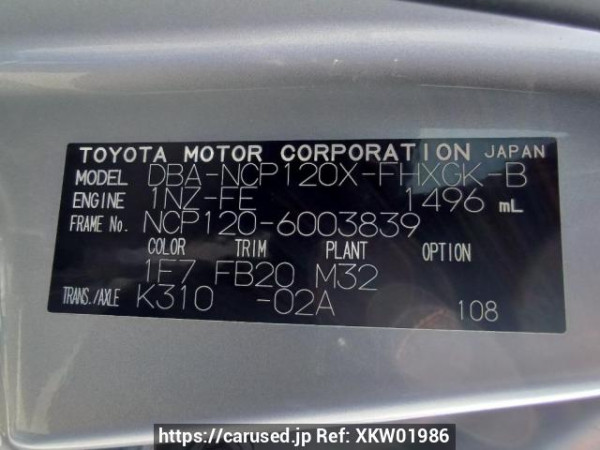 TOYOTA MOTOR CORPORATION JAPAN
MODEL DBA-NCP120X-FHXGK-B
ENGINE 1NZ-FE 1496 mL
FRAME No. NCP120-6003839
COLOR TRIM PLANT OPTION
1E7 FB20 M32
TRANS./AXLE K310 -02A 108
https://carused.jp Ref: XKW01986